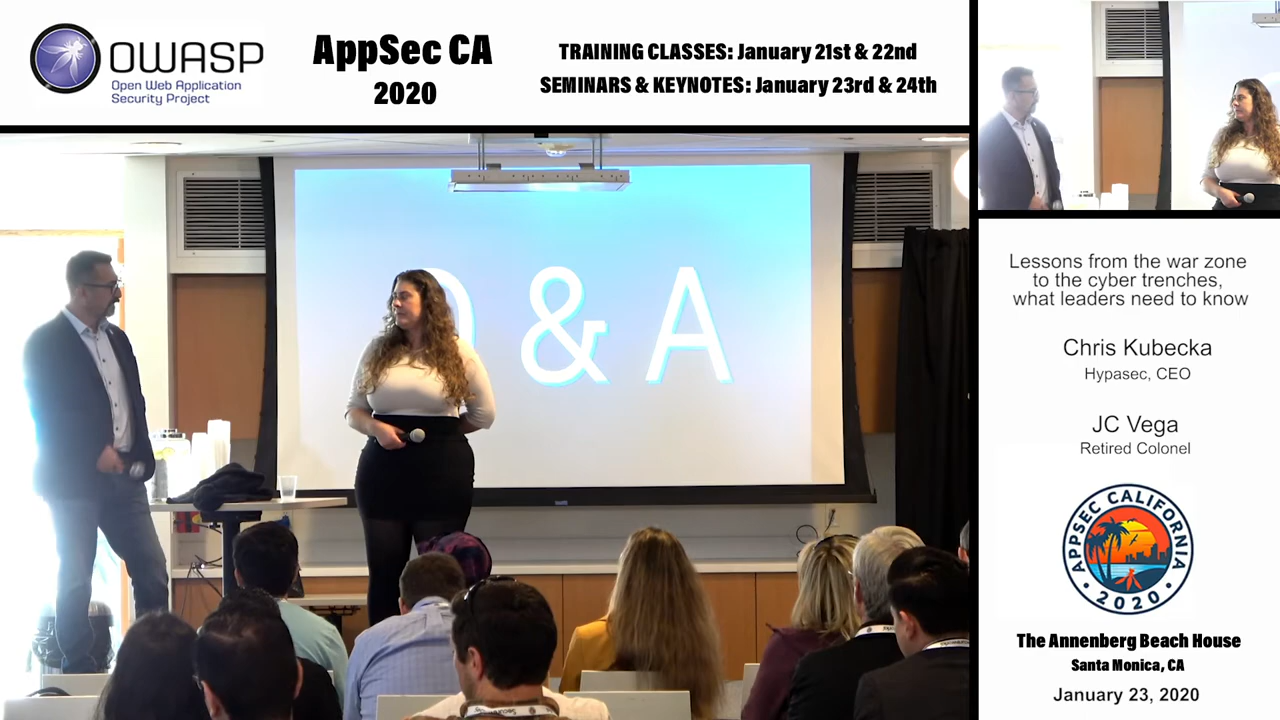 OWASP
Open Web Application
Security Project
AppSec CA
2020
TRAINING CLASSES: January 21st & 22nd
SEMINARS & KEYNOTES: January 23rd & 24th
& A
Lessons from the war zone
to the cyber trenches,
what leaders need to know
Chris Kubecka
Hypasec, CEO
JC Vega
Retired Colonel
APPSEC CALIFORNIA
• 2020 •
The Annenberg Beach House
Santa Monica, CA
January 23, 2020